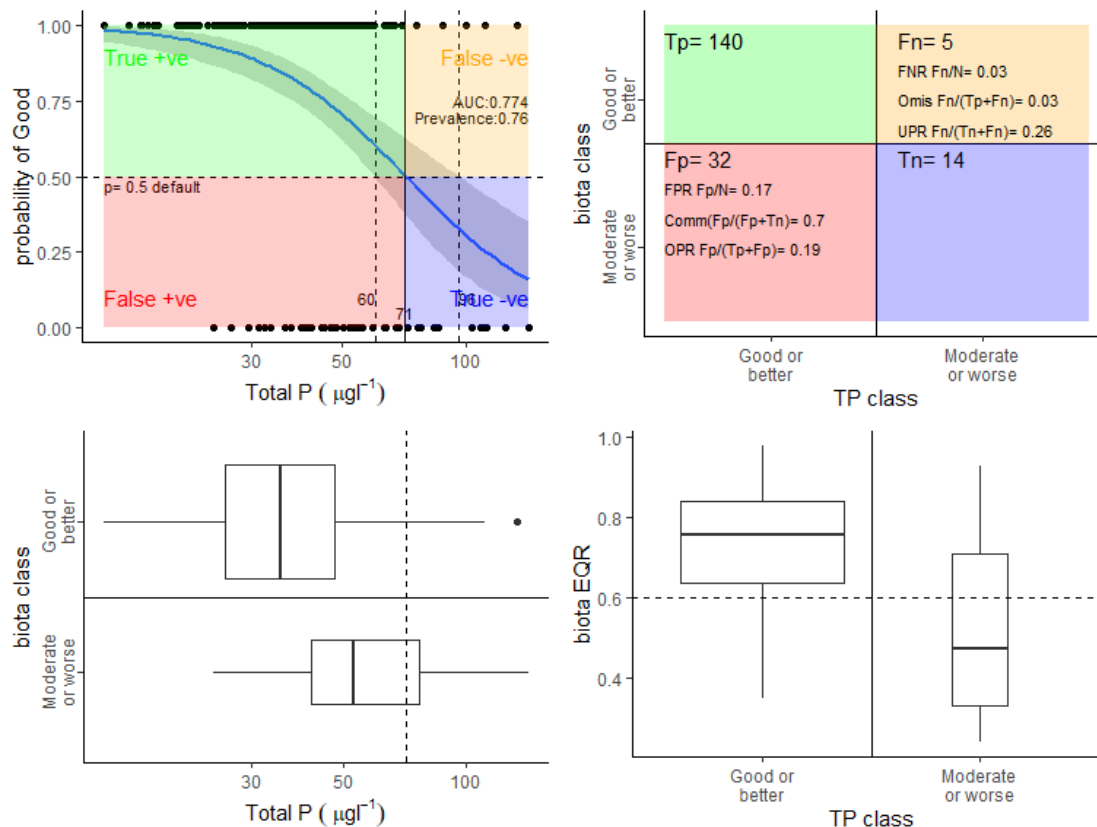 1.00
0.75
0.50
0.25
0.00
probability of Good
True +ve
False -ve
AUC:0.774
Prevalence:0.76
p= 0.5 default
False +ve
True -ve
60
96
71
30
50
100
Total P ( μgl⁻¹)
Good or
better
Moderate
or worse
biota class
Tp= 140
Fn= 5
FNR Fn/N= 0.03
Omis Fn/(Tp+Fn)= 0.03
UPR Fn/(Tn+Fn)= 0.26
Fp= 32
FPR Fp/N= 0.17
Comm(Fp/(Fp+Tn)= 0.7
OPR Fp/(Tp+Fp)= 0.19
Tn= 14
Good or
better
Moderate
or worse
TP class
biota class
Good or
better
Moderate
or worse
30
50
100
Total P ( μgl⁻¹)
biota EQR
1.0
0.8
0.6
0.4
Good or
better
Moderate
or worse
TP class